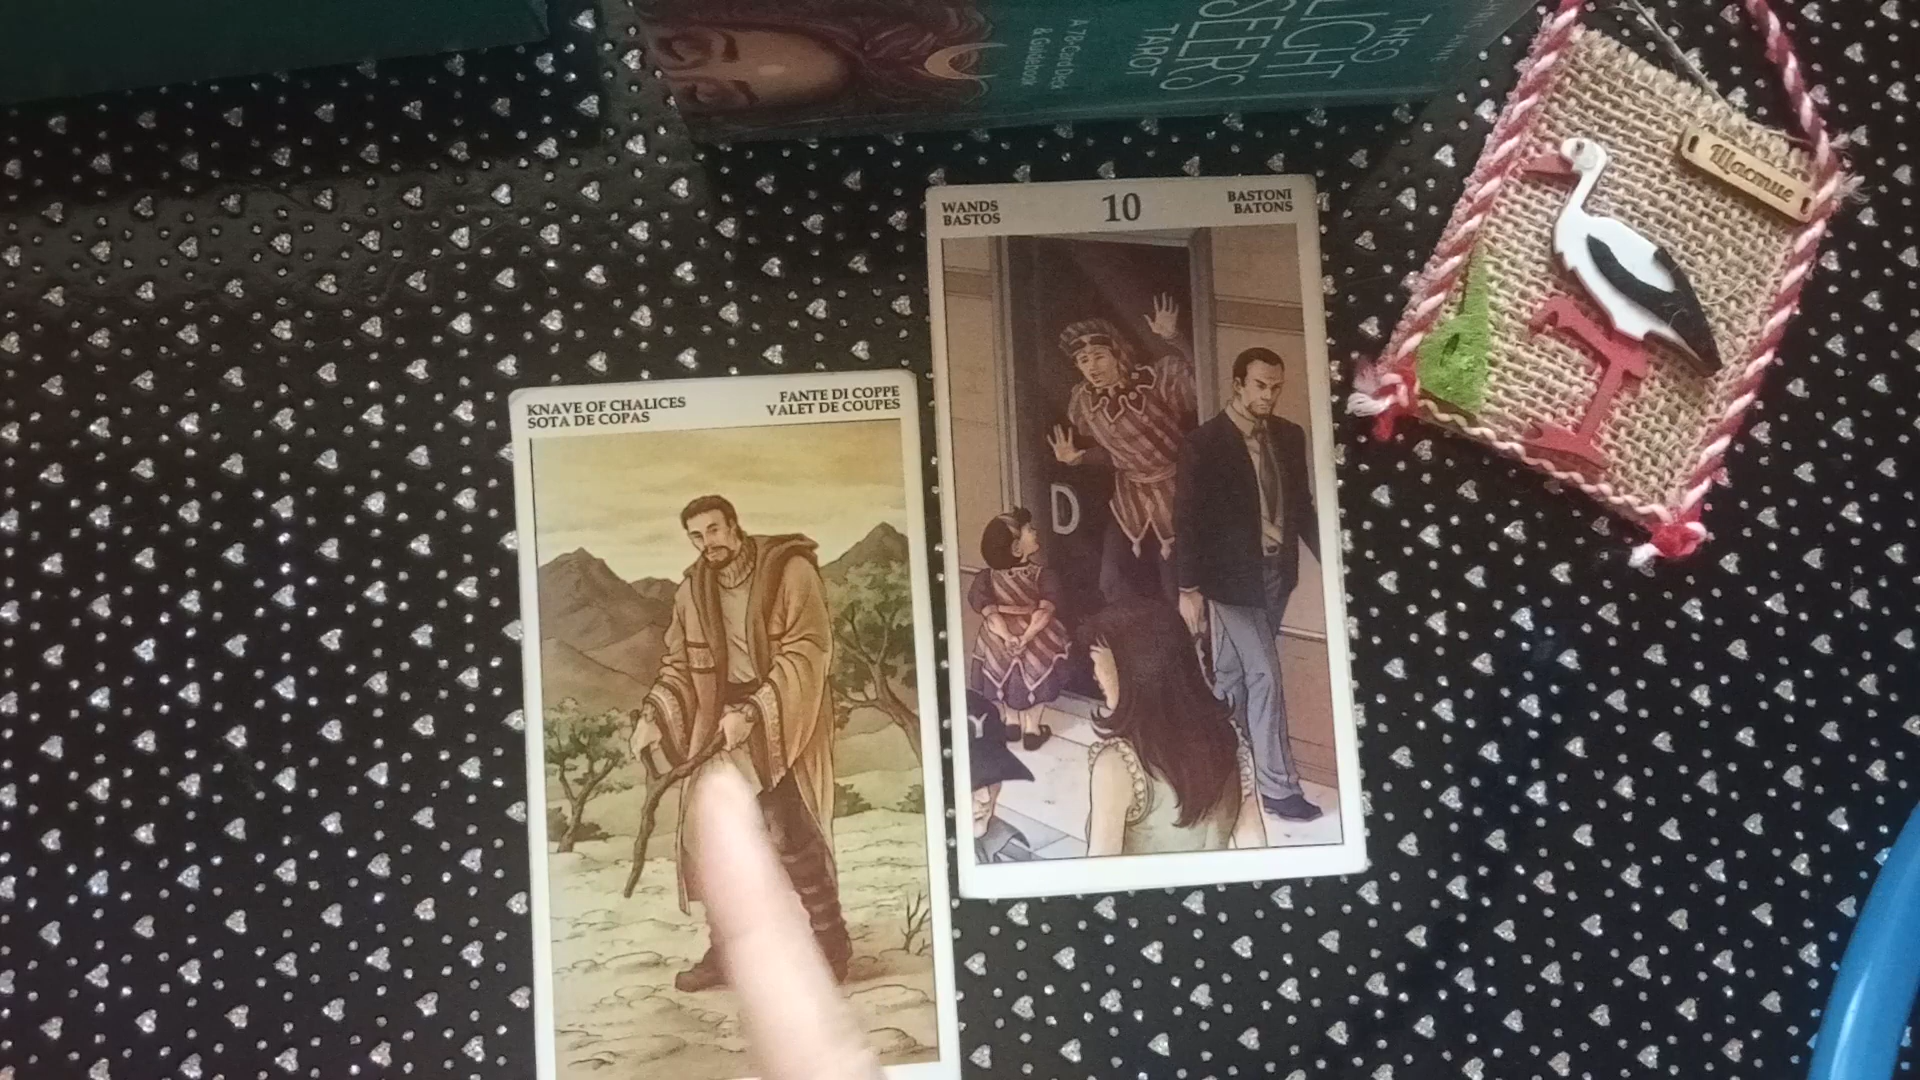 THEO
LIGHT
SEERS
TAROT
A 78-Card Deck
& Guidebook
Щастие
WANDS
BASTOS
10
BASTONI
BATONS
D
Y
KNAVE OF CHALICES
SOTA DE COPAS
FANTE DI COPPE
VALET DE COUPES